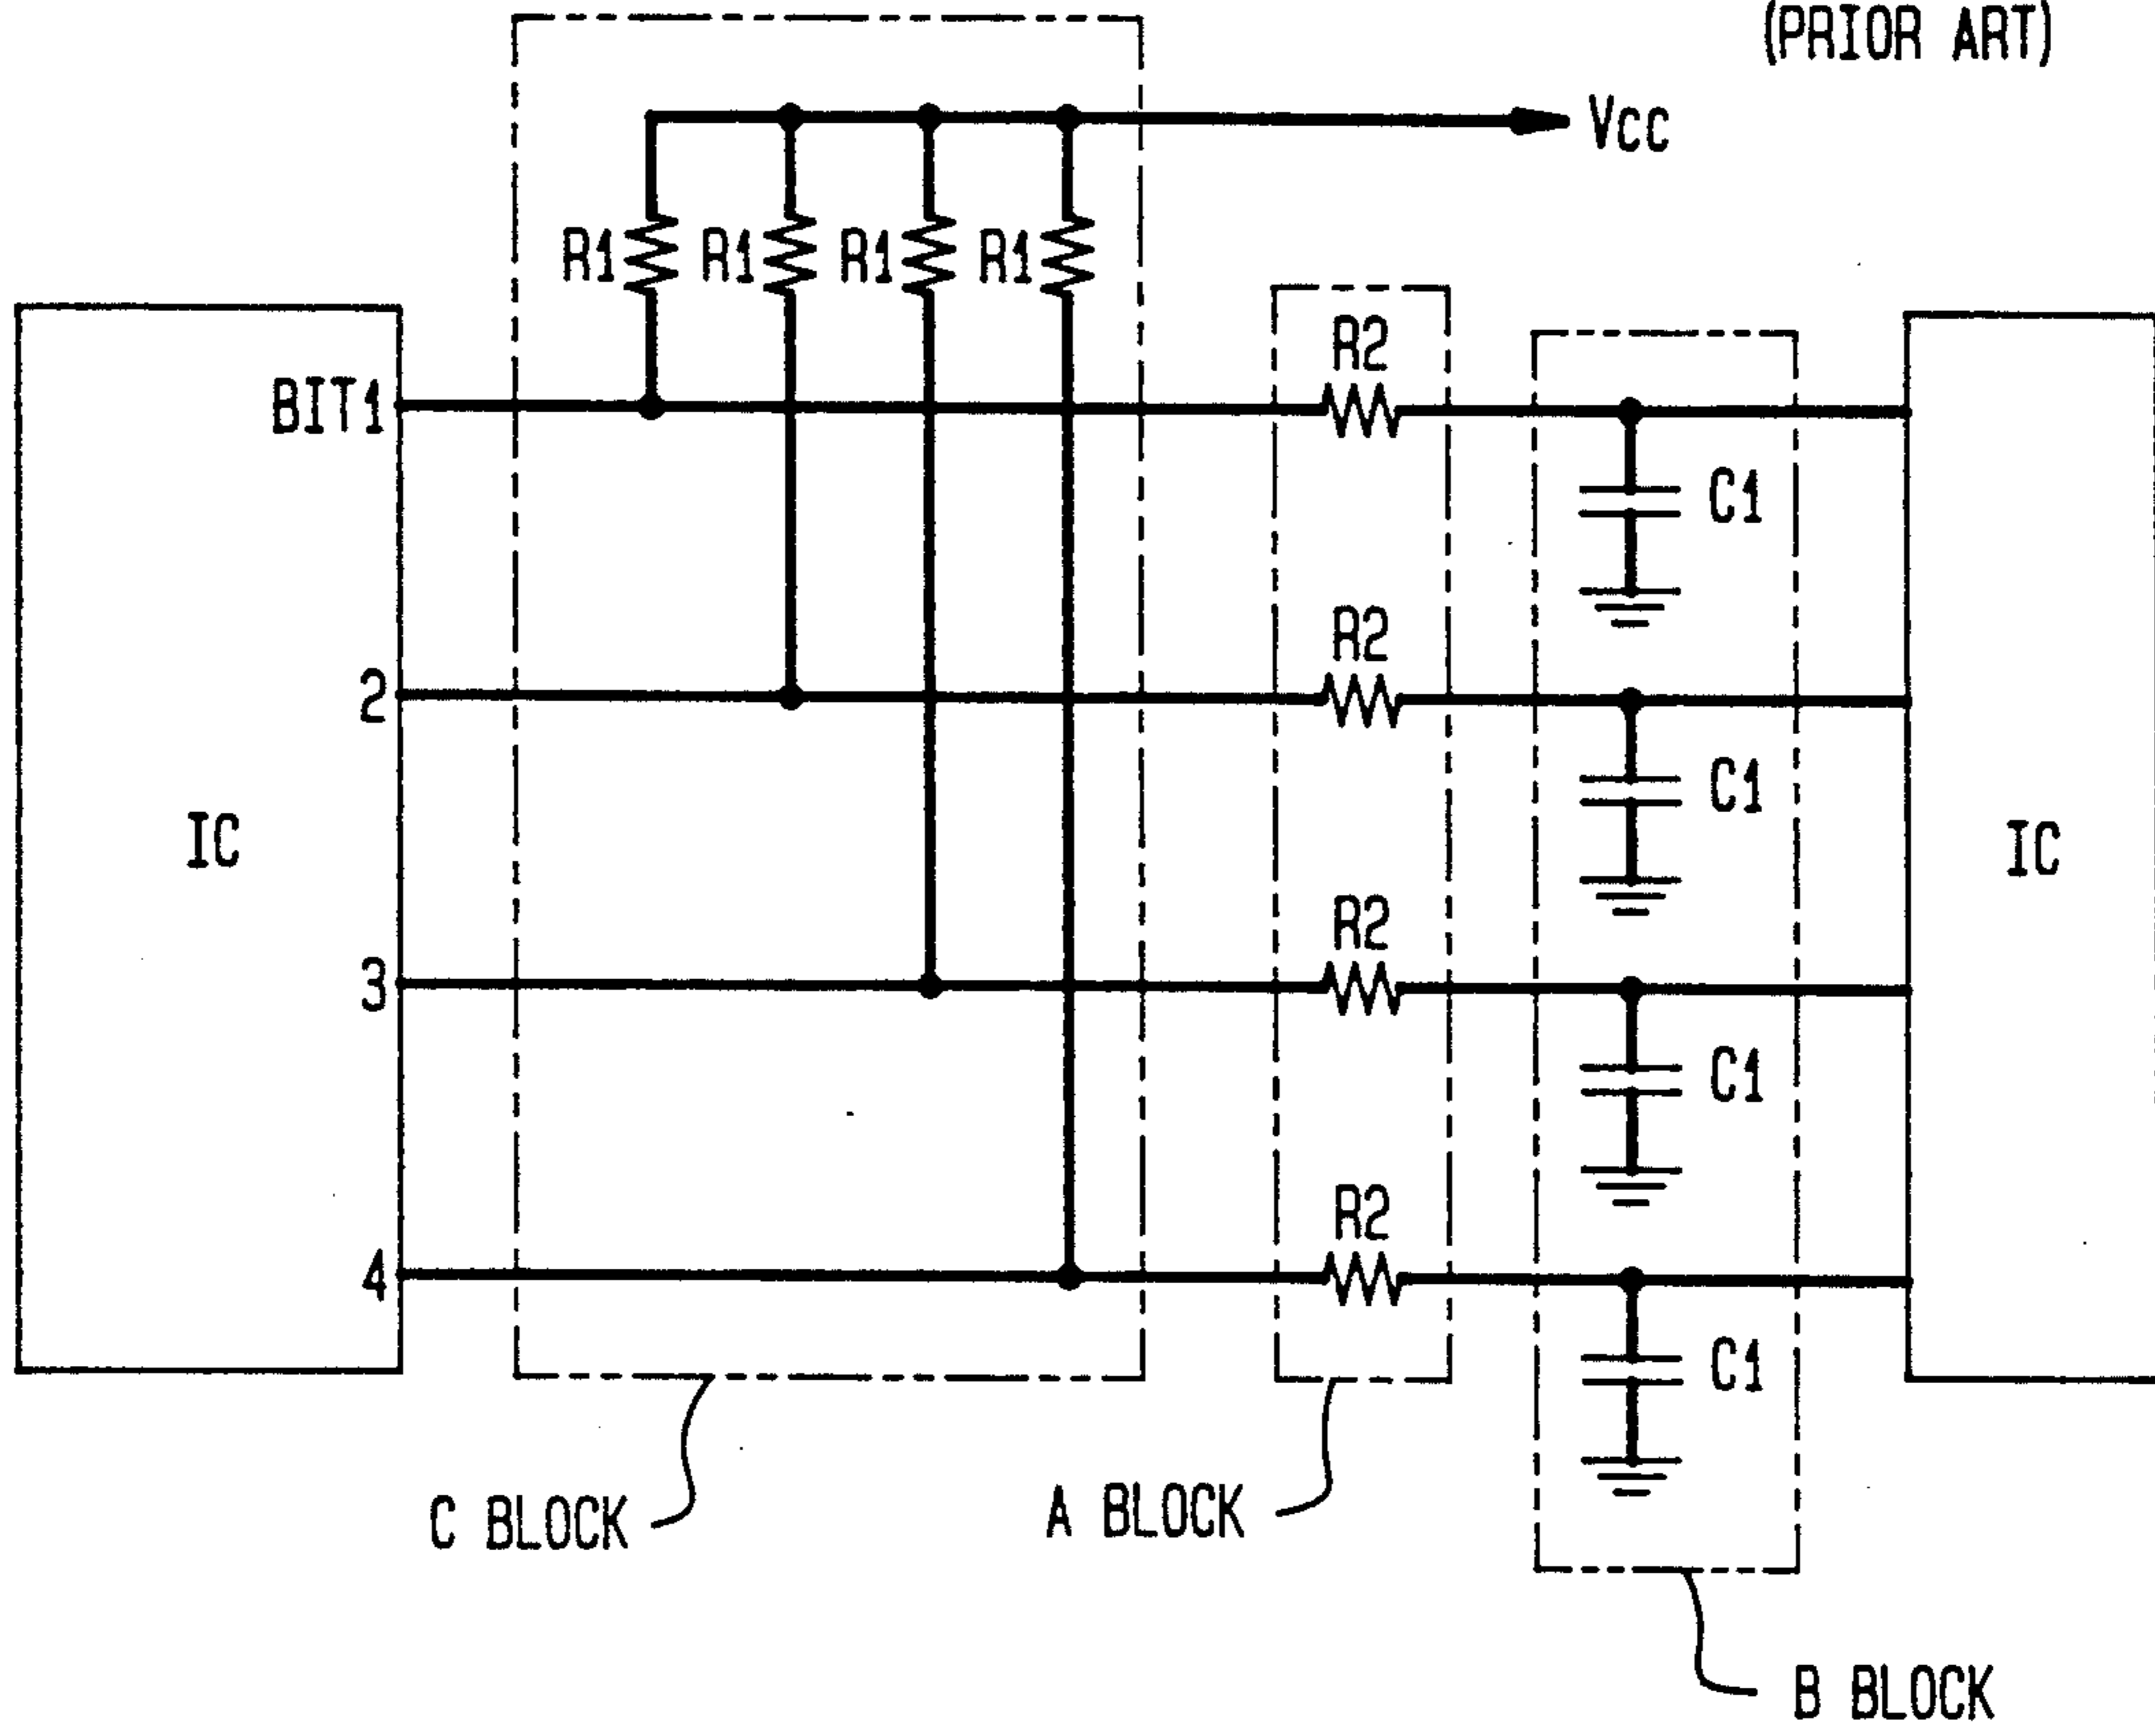 (PRIOR ART)
Vcc
R1 R1 R1 R1
R2
BIT1
C1
R2
2
C1
IC
IC
R2
3
C1
R2
4
C1
C BLOCK
A BLOCK
B BLOCK